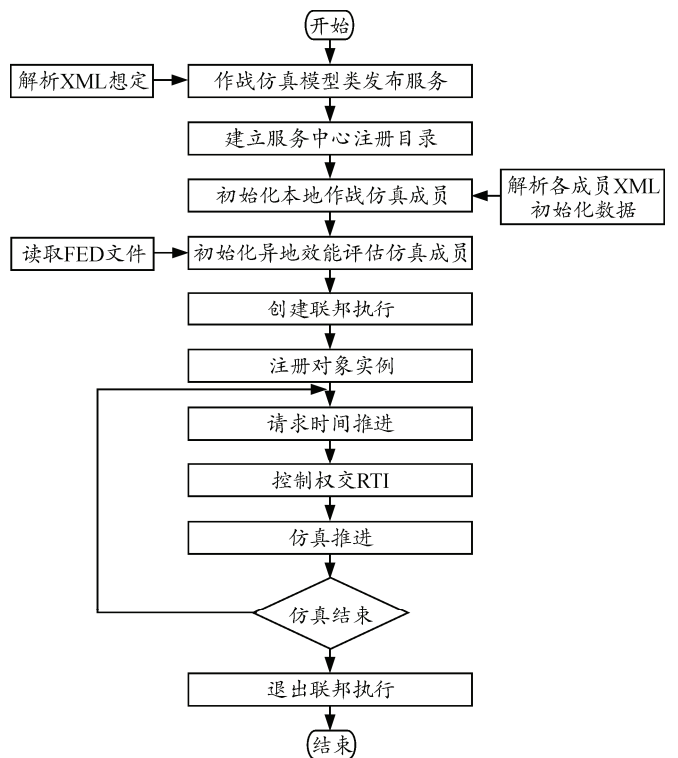 开始
解析XML想定
作战仿真模型类发布服务
建立服务中心注册目录
初始化本地作战仿真成员
解析各成员XML
初始化数据
读取FED文件
初始化异地效能评估仿真成员
创建联邦执行
注册对象实例
请求时间推进
控制权交RTI
仿真推进
仿真结束
退出联邦执行
结束